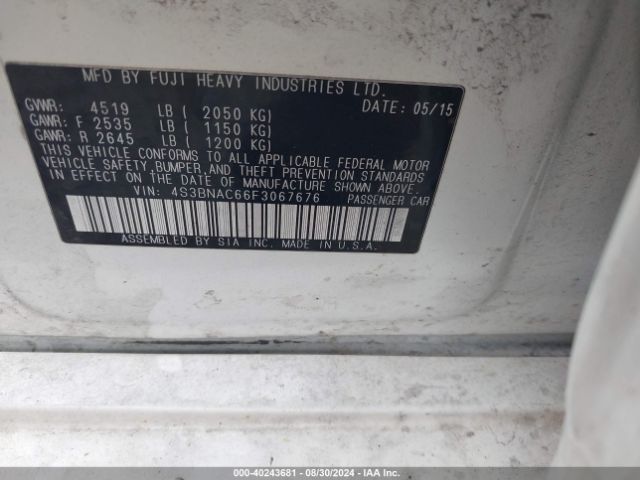 MFD BY FUJI HEAVY INDUSTRIES LTD.
GVWR: 4519 LB ( 2050 KG) DATE: 05/15
GAWR: F 2535 LB ( 1150 KG)
GAWR: R 2645 LB ( 1200 KG)
THIS VEHICLE CONFORMS TO ALL APPLICABLE FEDERAL MOTOR
VEHICLE SAFETY, BUMPER, AND THEFT PREVENTION STANDARDS
IN EFFECT ON THE DATE OF MANUFACTURE SHOWN ABOVE.
VIN: 4S3BNAC66F3067676 PASSENGER CAR
ASSEMBLED BY SIA INC. MADE IN U.S.A.
000-40243681 - 08/30/2024 - IAA Inc.